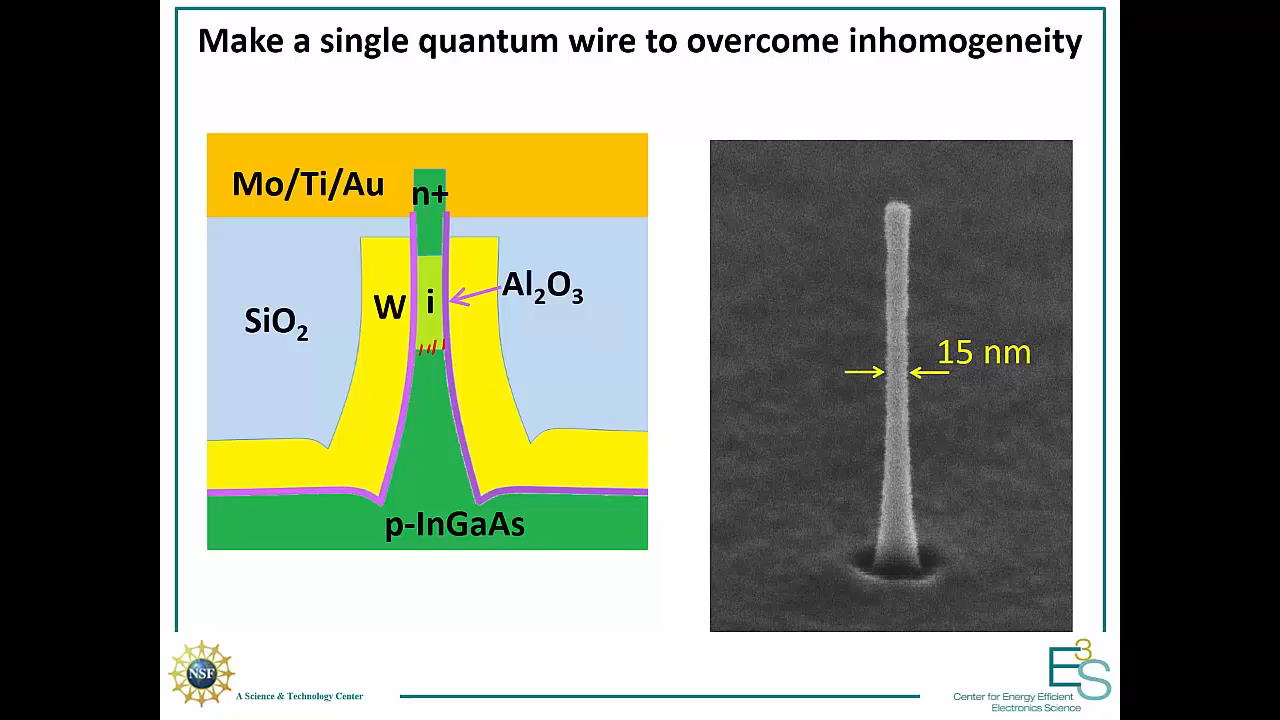 Make a single quantum wire to overcome inhomogeneity
Mo/Ti/Au
n+
Al₂O₃
W
i
SiO₂
15 nm
p-InGaAs
NSF
A Science & Technology Center
E³S
Center for Energy Efficient
Electronics Science